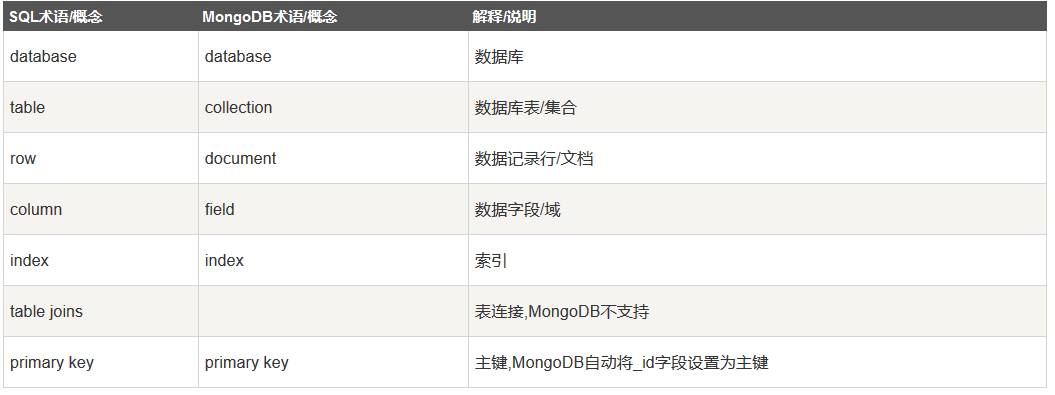 SQL术语/概念 MongoDB术语/概念 解释/说明
database database 数据库
table collection 数据库表/集合
row document 数据记录行/文档
column field 数据字段/域
index index 索引
table joins 表连接,MongoDB不支持
primary key primary key 主键,MongoDB自动将_id字段设置为主键